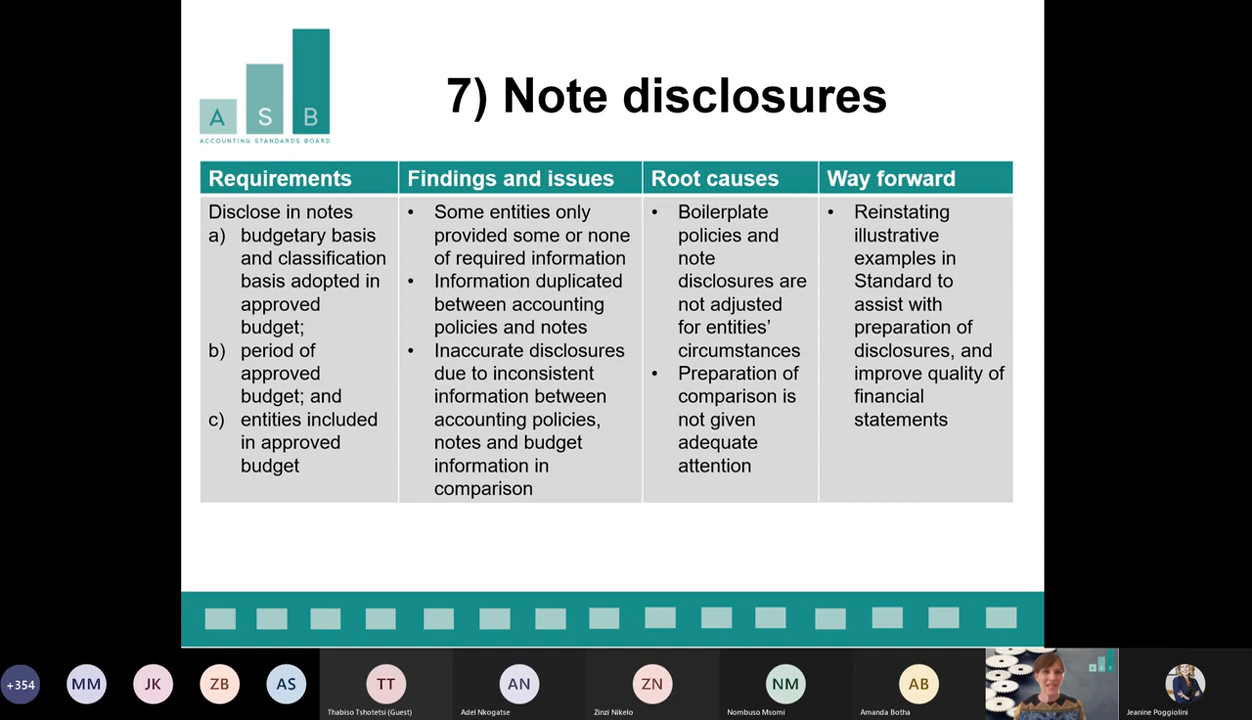 A S B
ACCOUNTING STANDARDS BOARD
7) Note disclosures
Requirements
Disclose in notes
a) budgetary basis
and classification
basis adopted in
approved
budget;
b) period of
approved
budget; and
c) entities included
in approved
budget
Findings and issues
• Some entities only
provided some or none
of required information
• Information duplicated
between accounting
policies and notes
• Inaccurate disclosures
due to inconsistent
information between
accounting policies,
notes and budget
information in
comparison
Root causes
• Boilerplate
policies and
note
disclosures are
not adjusted
for entities’
circumstances
• Preparation of
comparison is
not given
adequate
attention
Way forward
• Reinstating
illustrative
examples in
Standard to
assist with
preparation of
disclosures, and
improve quality of
financial
statements
+354
MM
JK
ZB
AS
TT
Thabiso Tshotetsi (Guest)
AN
Adel Nkogatse
ZN
Zinzi Nikelo
NM
Nombuso Msomi
AB
Amanda Botha
Jeanine Poggiolini